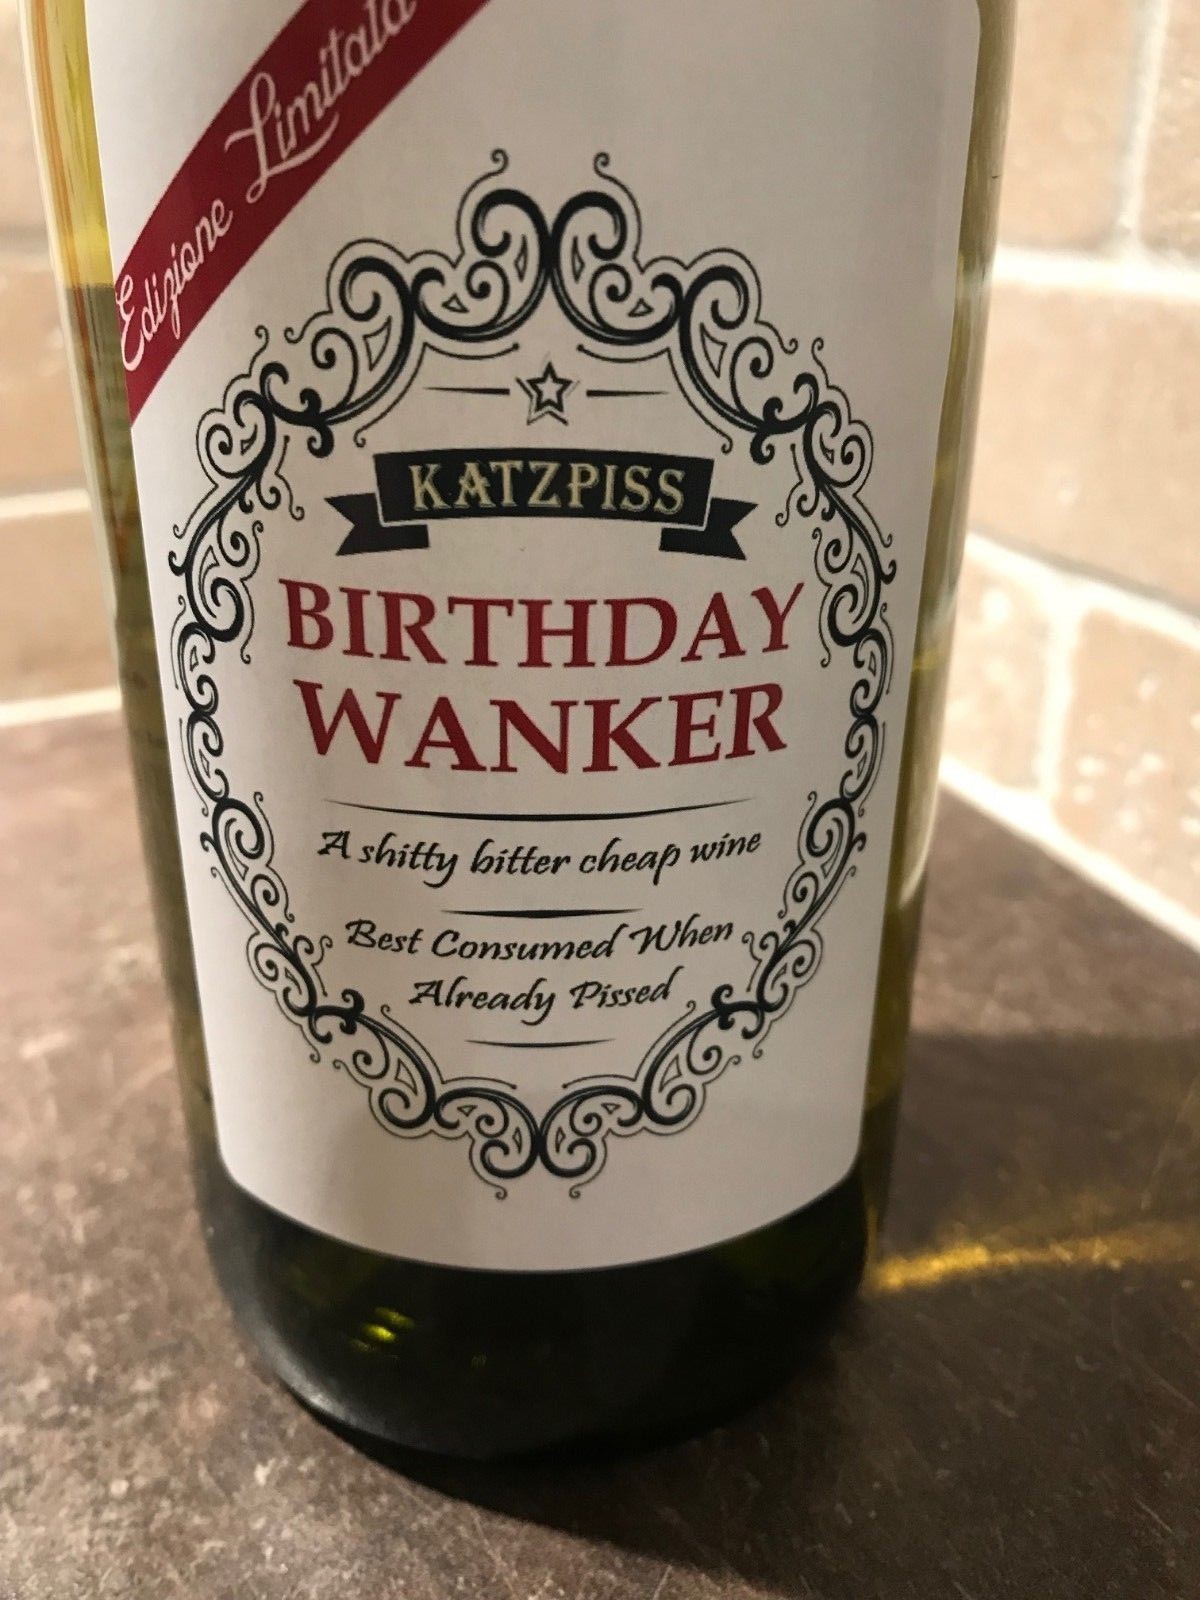 Edizione Limitata
KATZPISS
BIRTHDAY
WANKER
A shitty bitter cheap wine
Best Consumed When
Already Pissed